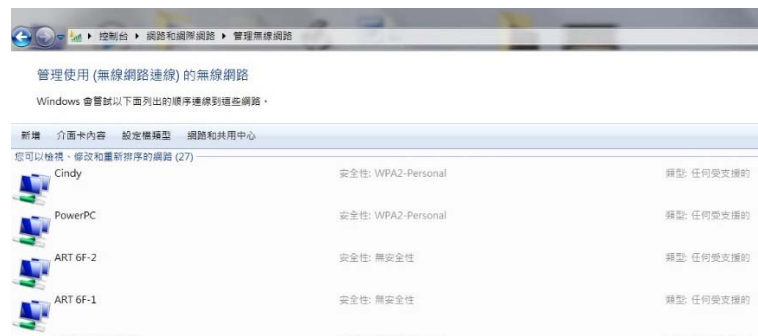 控制台 ▸ 網路和網際網路 ▸ 管理無線網路
管理使用 (無線網路連線) 的無線網路
Windows 會嘗試以下面列出的順序連線到這些網路。
新增 介面卡內容 設定檔類型 網路和共用中心
您可以檢視、修改和重新排序的網路 (27)
Cindy 安全性: WPA2-Personal 類型: 任何受支援的
PowerPC 安全性: WPA2-Personal 類型: 任何受支援的
ART 6F-2 安全性: 無安全性 類型: 任何受支援的
ART 6F-1 安全性: 無安全性 類型: 任何受支援的